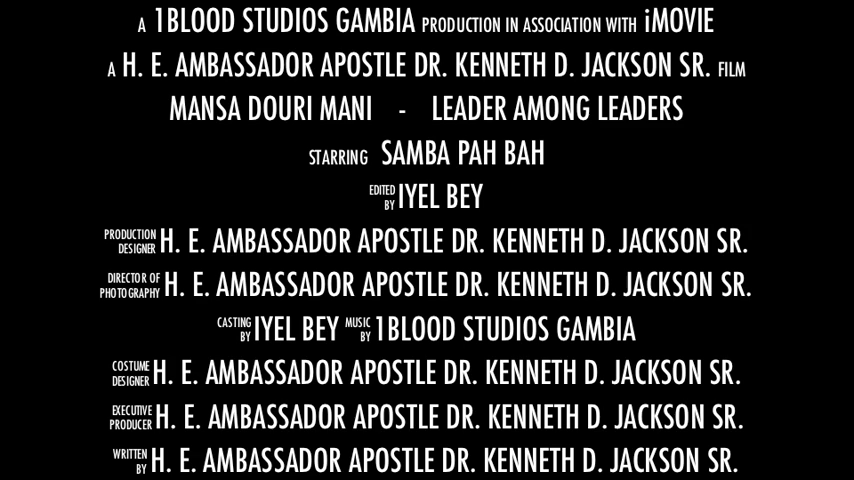 A 1BLOOD STUDIOS GAMBIA PRODUCTION IN ASSOCIATION WITH iMOVIE
A H. E. AMBASSADOR APOSTLE DR. KENNETH D. JACKSON SR. FILM
MANSA DOURI MANI - LEADER AMONG LEADERS
STARRING SAMBA PAH BAH
EDITED BY IYEL BEY
PRODUCTION DESIGNER H. E. AMBASSADOR APOSTLE DR. KENNETH D. JACKSON SR.
DIRECTOR OF PHOTOGRAPHY H. E. AMBASSADOR APOSTLE DR. KENNETH D. JACKSON SR.
CASTING BY IYEL BEY MUSIC BY 1BLOOD STUDIOS GAMBIA
COSTUME DESIGNER H. E. AMBASSADOR APOSTLE DR. KENNETH D. JACKSON SR.
EXECUTIVE PRODUCER H. E. AMBASSADOR APOSTLE DR. KENNETH D. JACKSON SR.
WRITTEN BY H. E. AMBASSADOR APOSTLE DR. KENNETH D. JACKSON SR.